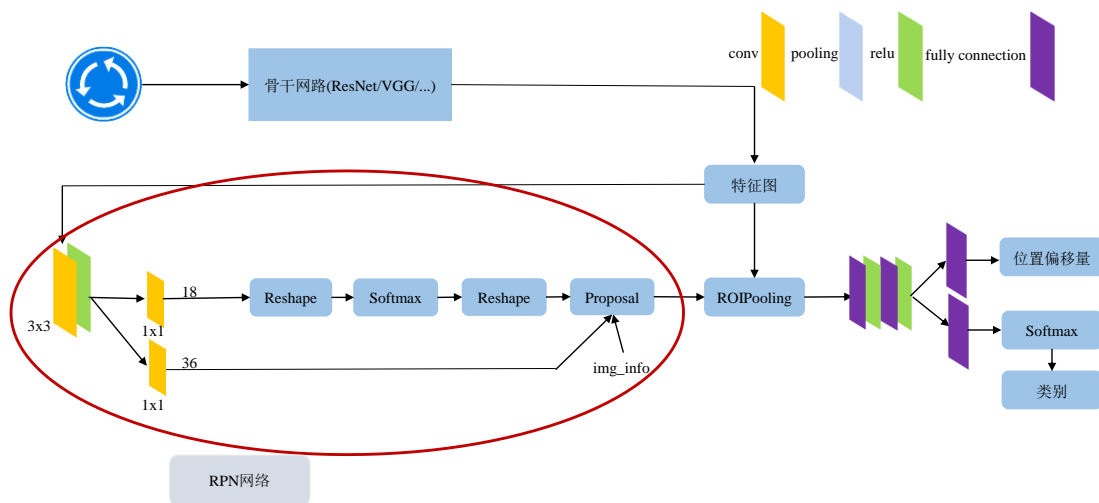 conv
pooling
relu
fully connection
骨干网路(ResNet/VGG/...)
特征图
3x3
1x1
18
Reshape
Softmax
Reshape
Proposal
ROIPooling
位置偏移量
1x1
36
img_info
Softmax
类别
RPN网络